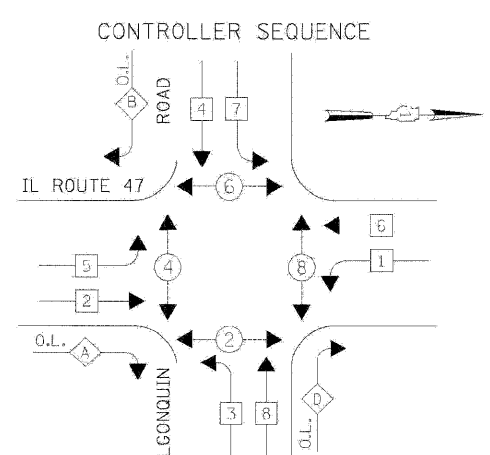 CONTROLLER SEQUENCE
O.L.
B
ROAD
4
7
IL ROUTE 47
6
6
5
4
8
1
2
O.L.
A
2
LGONQUIN
3
8
D
O.L.